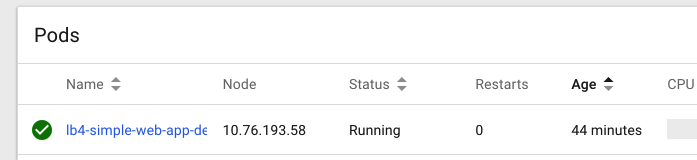 Pods
Name Node Status Restarts Age CPU
lb4-simple-web-app-de 10.76.193.58 Running 0 44 minutes